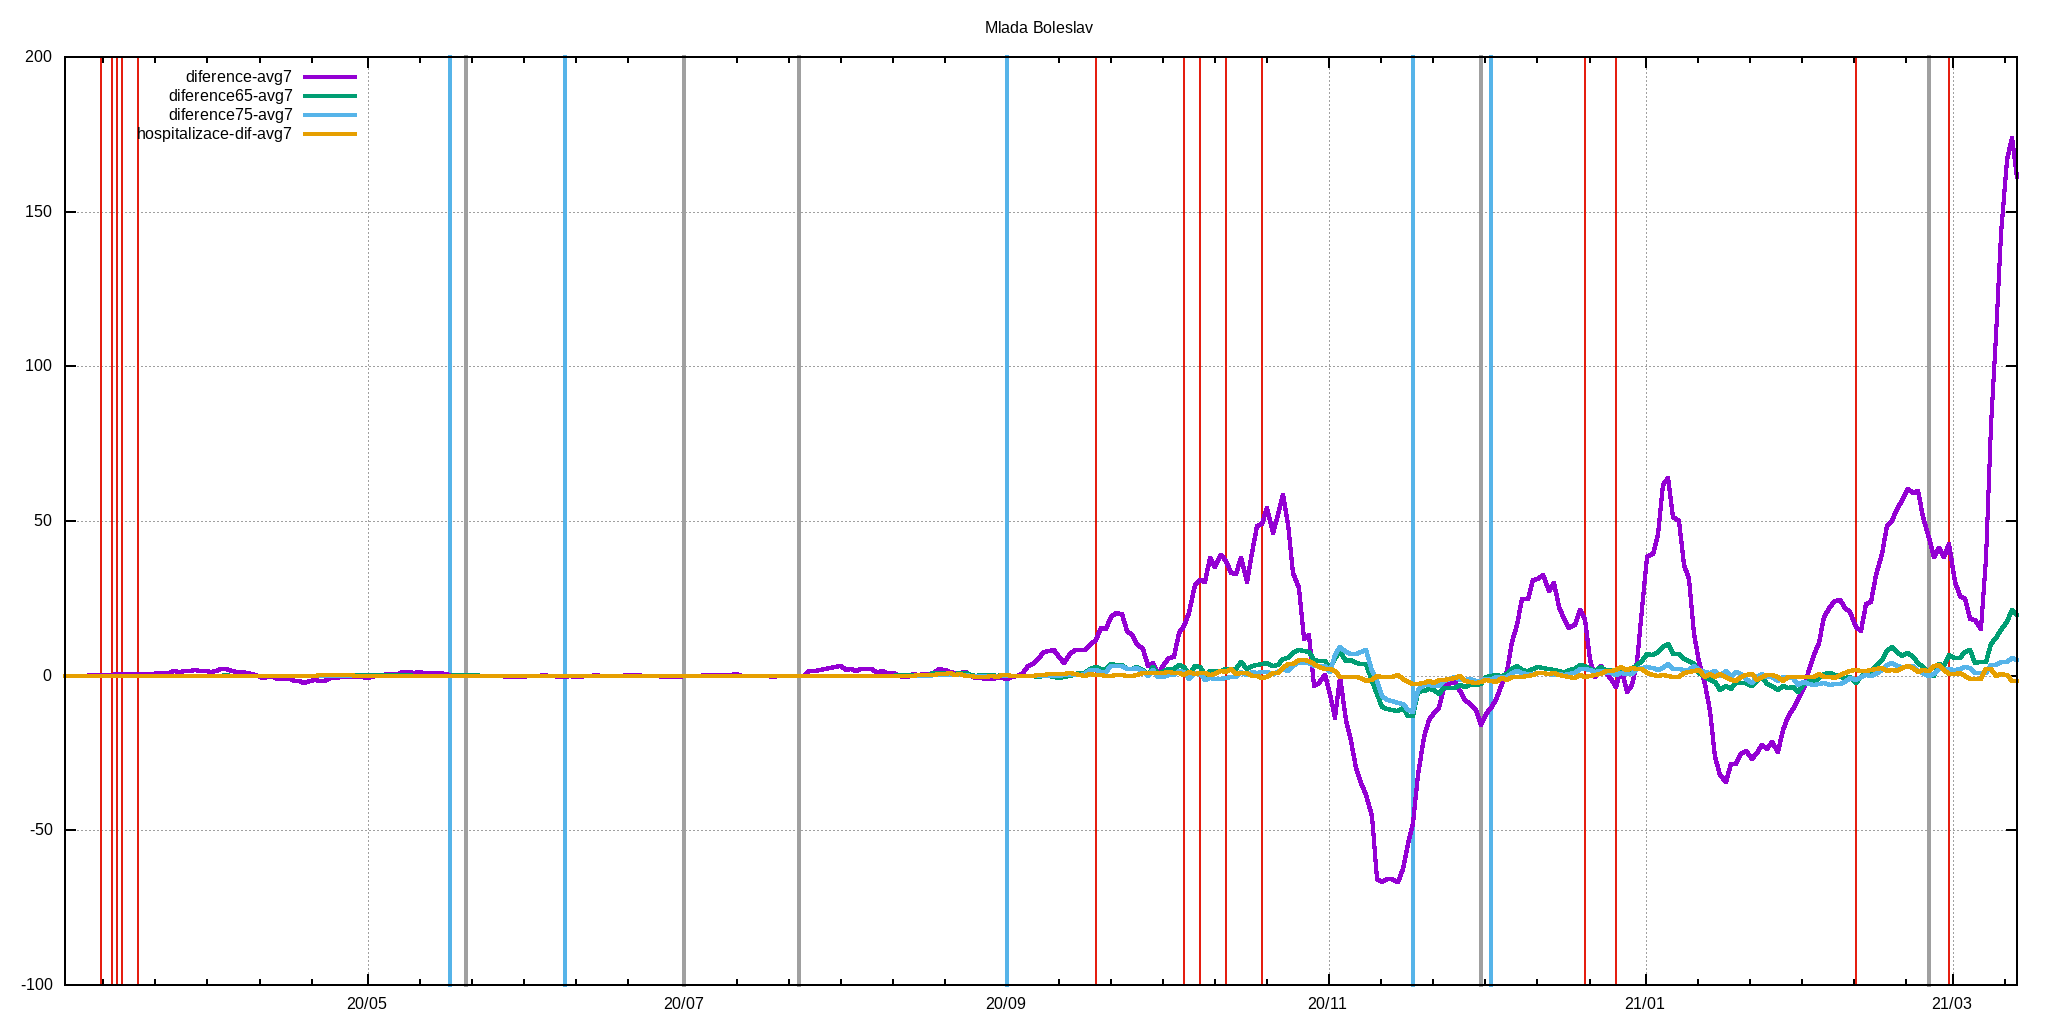 Mlada Boleslav
200
diference-avg7
diference65-avg7
diference75-avg7
hospitalizace-dif-avg7
150
100
50
0
-50
-100
20/05
20/07
20/09
20/11
21/01
21/03